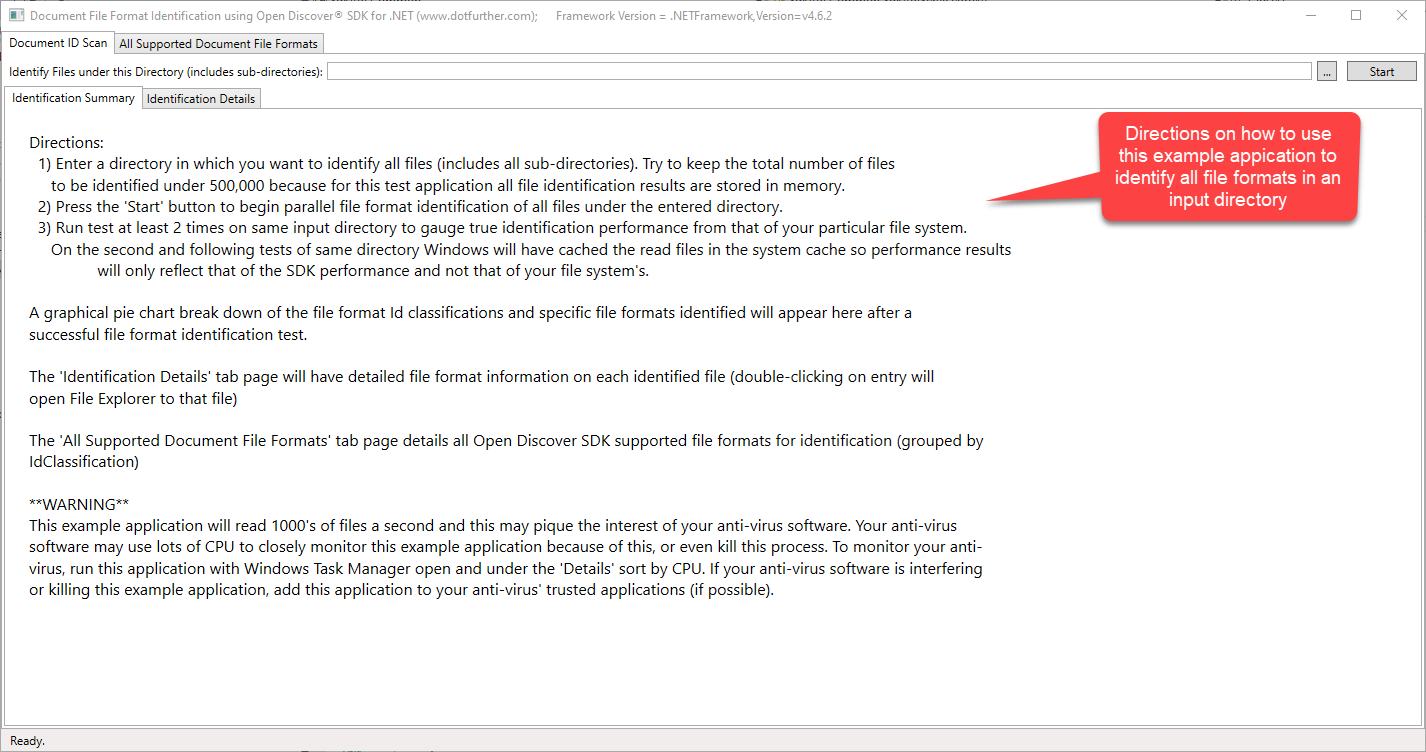 Document File Format Identification using Open Discover® SDK for .NET (www.dotfurther.com);      Framework Version = .NETFramework,Version=v4.6.2
Document ID Scan
All Supported Document File Formats
Identify Files under this Directory (includes sub-directories):
...
Start
Identification Summary
Identification Details
Directions:
1) Enter a directory in which you want to identify all files (includes all sub-directories). Try to keep the total number of files
to be identified under 500,000 because for this test application all file identification results are stored in memory.
2) Press the 'Start' button to begin parallel file format identification of all files under the entered directory.
3) Run test at least 2 times on same input directory to gauge true identification performance from that of your particular file system.
On the second and following tests of same directory Windows will have cached the read files in the system cache so performance results
will only reflect that of the SDK performance and not that of your file system's.
A graphical pie chart break down of the file format Id classifications and specific file formats identified will appear here after a
successful file format identification test.
The 'Identification Details' tab page will have detailed file format information on each identified file (double-clicking on entry will
open File Explorer to that file)
The 'All Supported Document File Formats' tab page details all Open Discover SDK supported file formats for identification (grouped by
IdClassification)
**WARNING**
This example application will read 1000's of files a second and this may pique the interest of your anti-virus software. Your anti-virus
software may use lots of CPU to closely monitor this example application because of this, or even kill this process. To monitor your anti-
virus, run this application with Windows Task Manager open and under the 'Details' sort by CPU. If your anti-virus software is interfering
or killing this example application, add this application to your anti-virus' trusted applications (if possible).
Directions on how to use
this example appication to
identify all file formats in an
input directory
Ready.